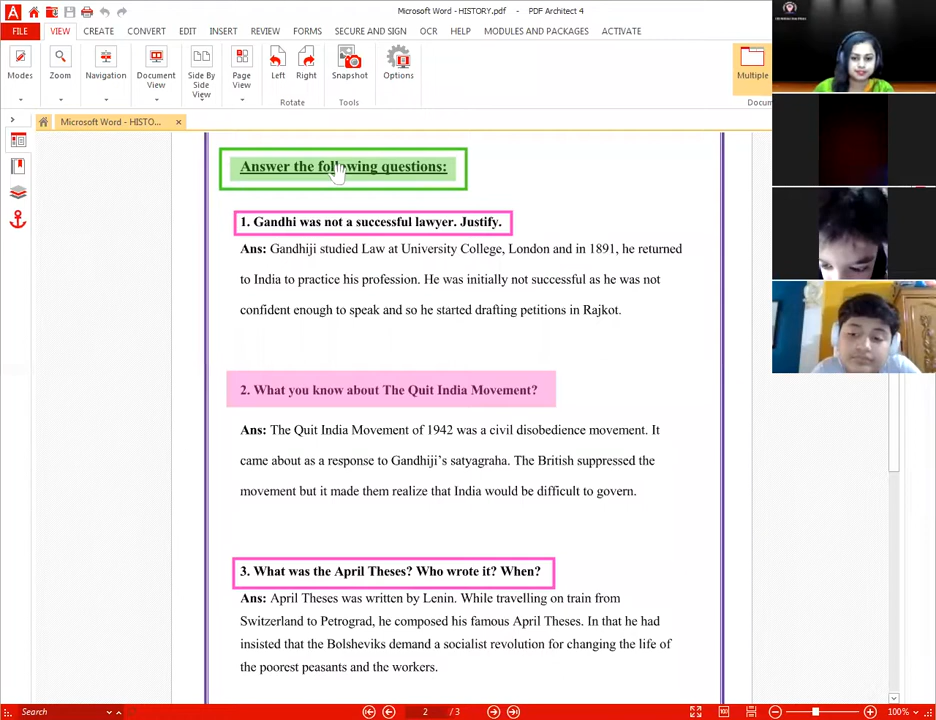 Microsoft Word - HISTORY.pdf - PDF Architect 4
FILE VIEW CREATE CONVERT EDIT INSERT REVIEW FORMS SECURE AND SIGN OCR HELP MODULES AND PACKAGES ACTIVATE
Modes Zoom Navigation Document View Side By Side View Page View Left Right Snapshot Options Multiple
Rotate Tools Docum
Microsoft Word - HISTO... ×
Answer the following questions:
1. Gandhi was not a successful lawyer. Justify.
Ans: Gandhiji studied Law at University College, London and in 1891, he returned
to India to practice his profession. He was initially not successful as he was not
confident enough to speak and so he started drafting petitions in Rajkot.
2. What you know about The Quit India Movement?
Ans: The Quit India Movement of 1942 was a civil disobedience movement. It
came about as a response to Gandhiji's satyagraha. The British suppressed the
movement but it made them realize that India would be difficult to govern.
3. What was the April Theses? Who wrote it? When?
Ans: April Theses was written by Lenin. While travelling on train from
Switzerland to Petrograd, he composed his famous April Theses. In that he had
insisted that the Bolsheviks demand a socialist revolution for changing the life of
the poorest peasants and the workers.
Search 2 / 3 100%